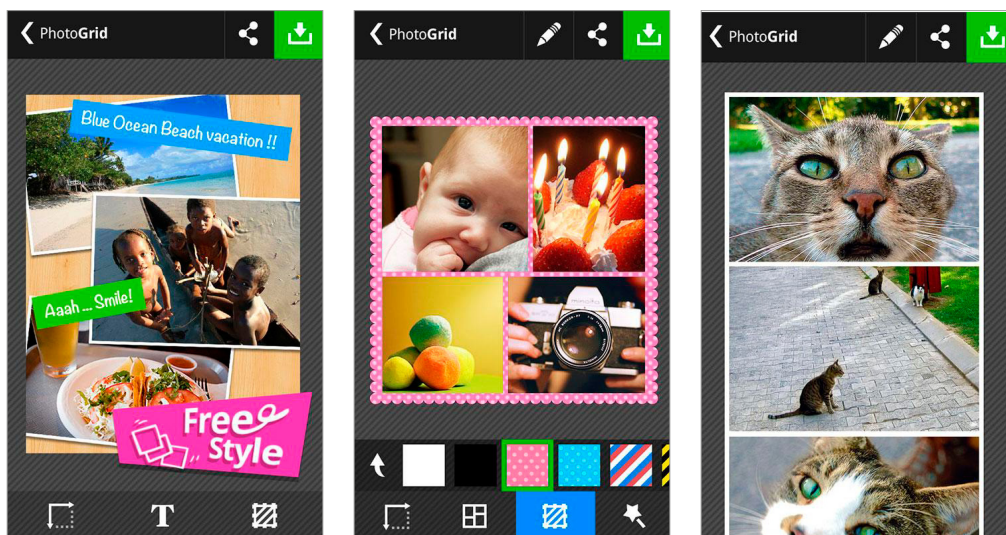 PhotoGrid
Blue Ocean Beach vacation !!
Aaah ... Smile!
Free
Style
T
PhotoGrid
PhotoGrid